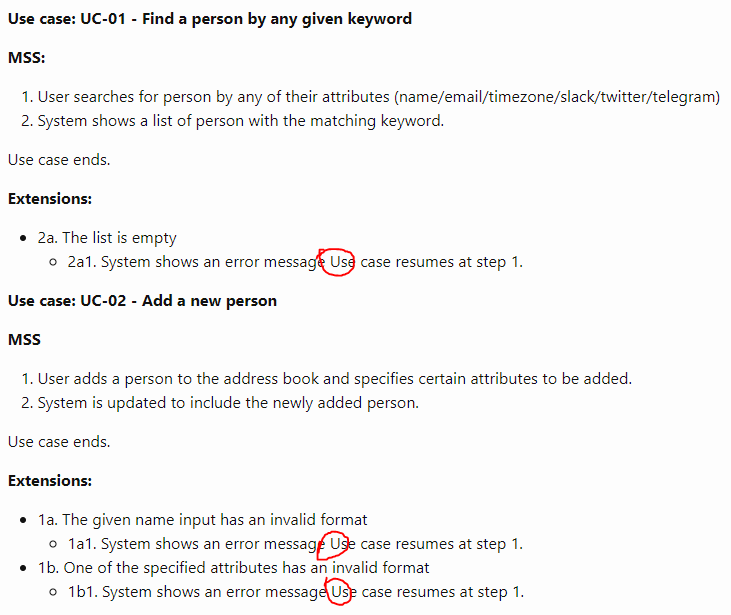 Use case: UC-01 - Find a person by any given keyword
MSS:
1. User searches for person by any of their attributes (name/email/timezone/slack/twitter/telegram)
2. System shows a list of person with the matching keyword.
Use case ends.
Extensions:
• 2a. The list is empty
○ 2a1. System shows an error message Use case resumes at step 1.
Use case: UC-02 - Add a new person
MSS
1. User adds a person to the address book and specifies certain attributes to be added.
2. System is updated to include the newly added person.
Use case ends.
Extensions:
• 1a. The given name input has an invalid format
○ 1a1. System shows an error message Use case resumes at step 1.
• 1b. One of the specified attributes has an invalid format
○ 1b1. System shows an error message Use case resumes at step 1.